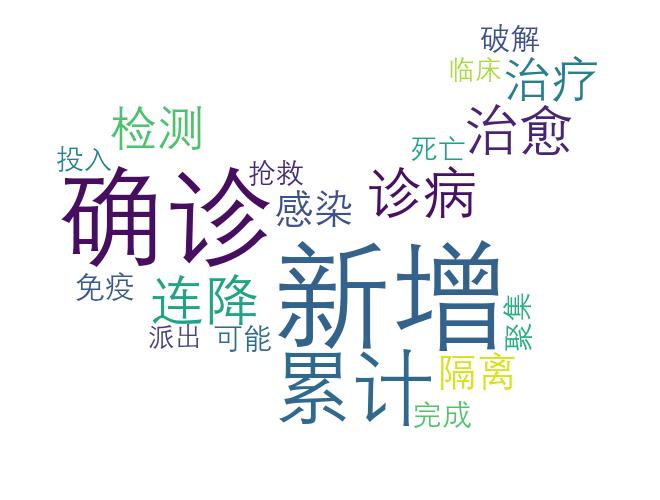 破解
临床
治疗
检测
治愈
死亡
投入
抢救
确诊
感染
诊病
新增
免疫
连降
聚集
派出
可能
累计
隔离
完成